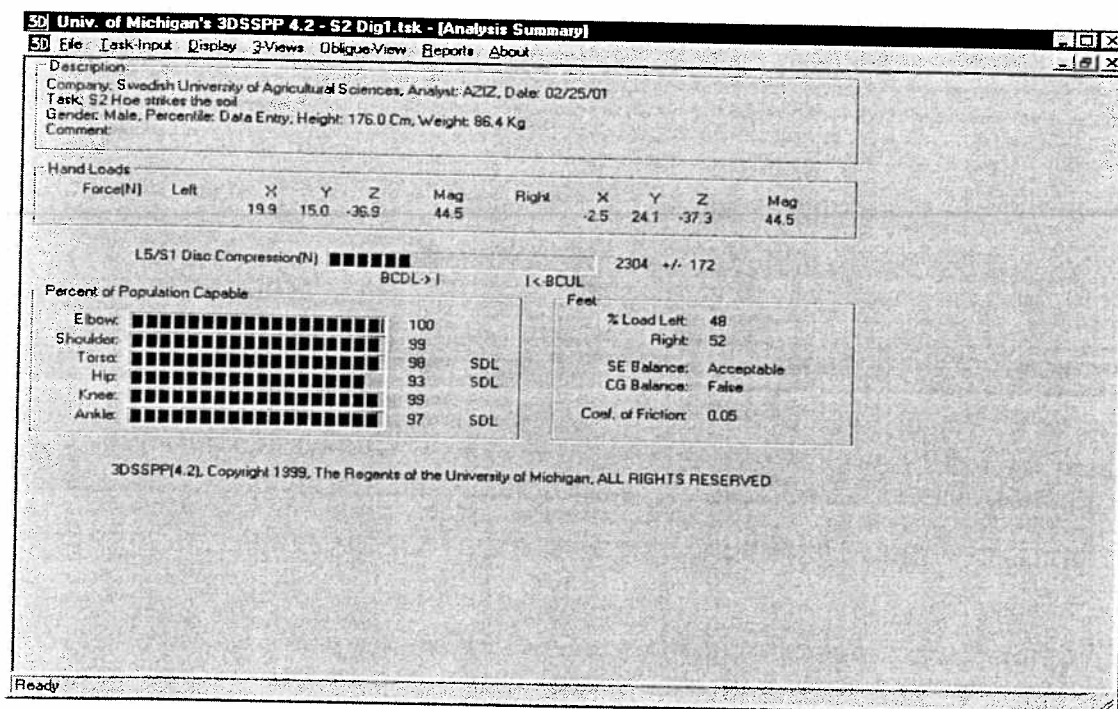 3D Univ. of Michigan's 3DSSPP 4.2 - S2 Dig1.tsk - [Analysis Summary]
3D File Task-Input Display 3-Views Oblique-View Reports About
Description
Company: Swedish University of Agricultural Sciences, Analyst: AZIZ, Date: 02/25/01
Task: S2 Hoe strikes the soil
Gender: Male, Percentile: Data Entry, Height: 176.0 Cm, Weight: 86.4 Kg
Comment:
Hand Loads
Force(N) Left X Y Z Mag Right X Y Z Mag
19.9 15.0 -36.9 44.5 -2.5 24.1 -37.3 44.5
L5/S1 Disc Compression(N) 2304 +/- 172
BCDL->| |<-BCUL
Percent of Population Capable
Elbow: 100
Shoulder: 99
Torso: 98 SDL
Hip: 93 SDL
Knee: 99
Ankle: 97 SDL
Feet
% Load Left: 48
Right: 52
SE Balance: Acceptable
CG Balance: False
Coef. of Friction: 0.05
3DSSPP(4.2), Copyright 1999, The Regents of the University of Michigan, ALL RIGHTS RESERVED
Ready